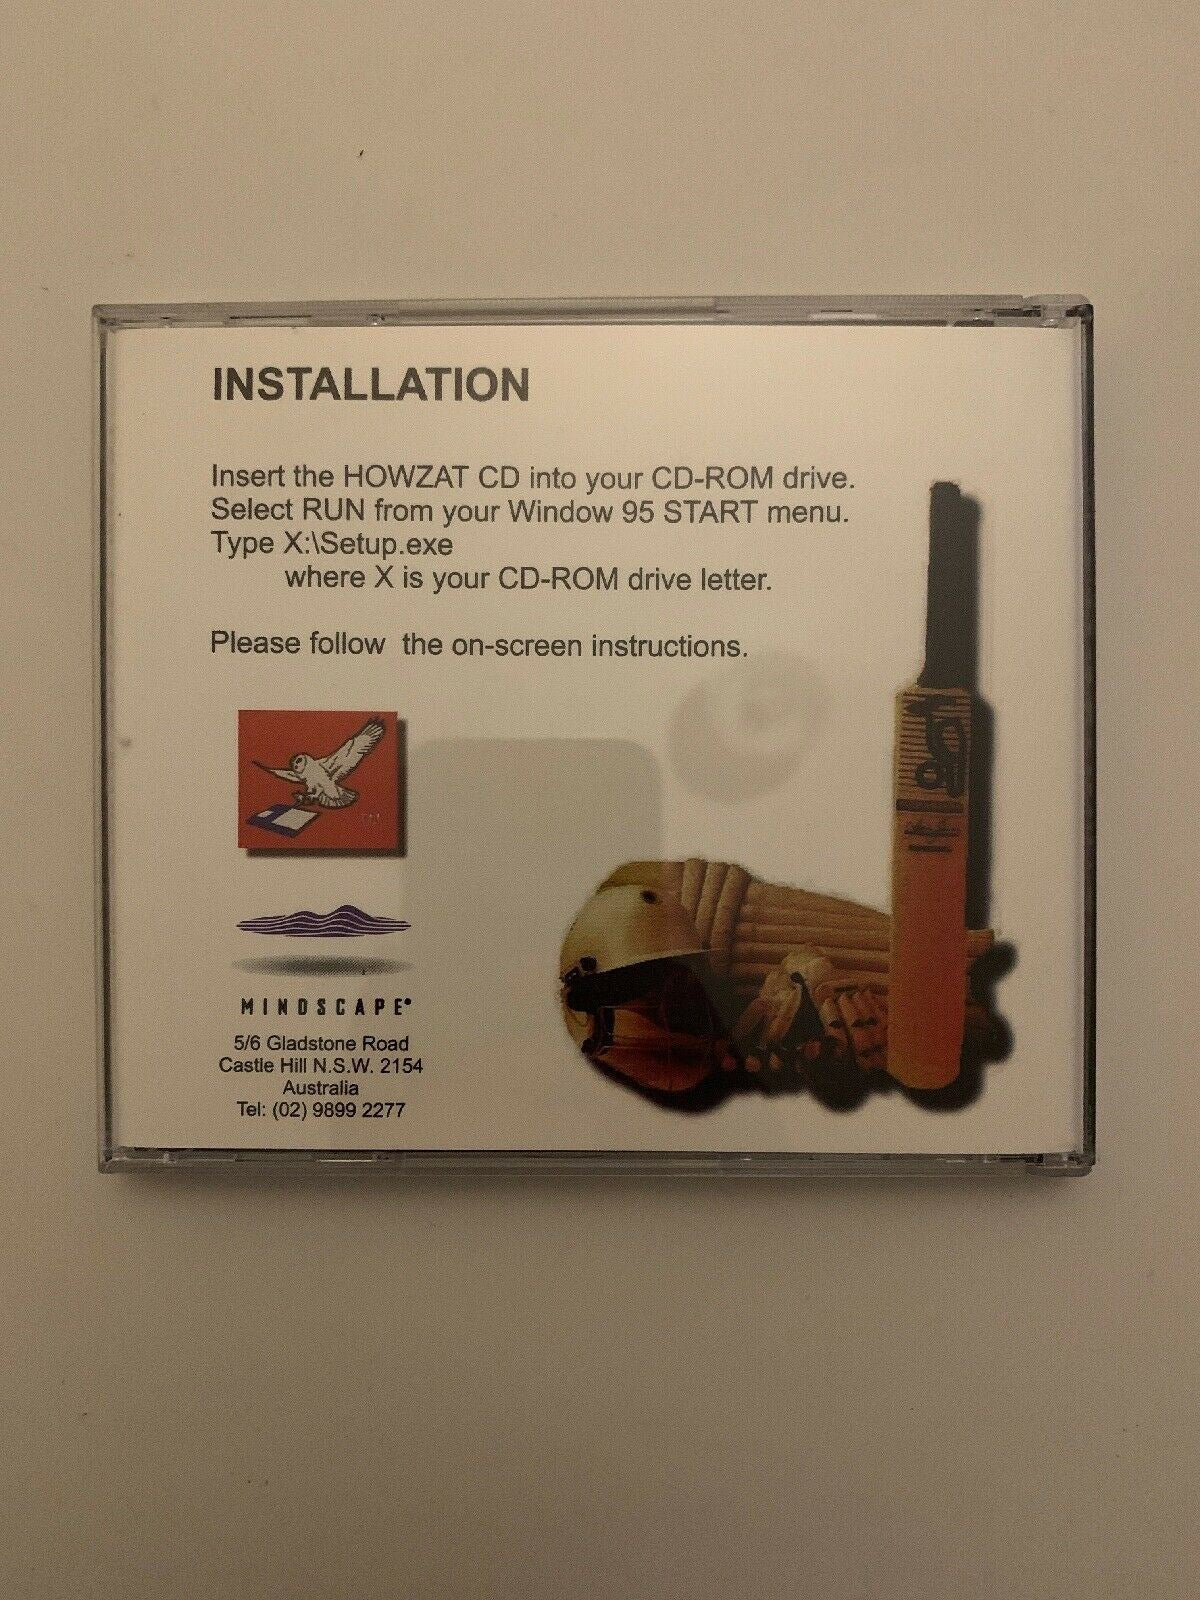 INSTALLATION
Insert the HOWZAT CD into your CD-ROM drive.
Select RUN from your Window 95 START menu.
Type X:\Setup.exe
where X is your CD-ROM drive letter.
Please follow the on-screen instructions.
TM
MINDSCAPE®
5/6 Gladstone Road
Castle Hill N.S.W. 2154
Australia
Tel: (02) 9899 2277